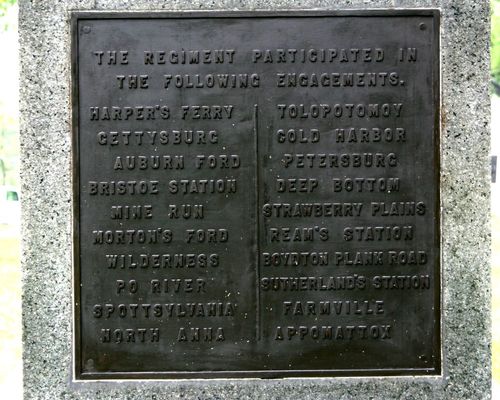 THE REGIMENT PARTICIPATED IN
THE FOLLOWING ENGAGEMENTS.
HARPER'S FERRY
GETTYSBURG
AUBURN FORD
BRISTOE STATION
MINE RUN
MORTON'S FORD
WILDERNESS
PO RIVER
SPOTTSYLVANIA
NORTH ANNA
TOLOPOTOMOY
COLD HARBOR
PETERSBURG
DEEP BOTTOM
STRAWBERRY PLAINS
REAM'S STATION
BOYNTON PLANK ROAD
SUTHERLAND'S STATION
FARMVILLE
APPOMATTOX